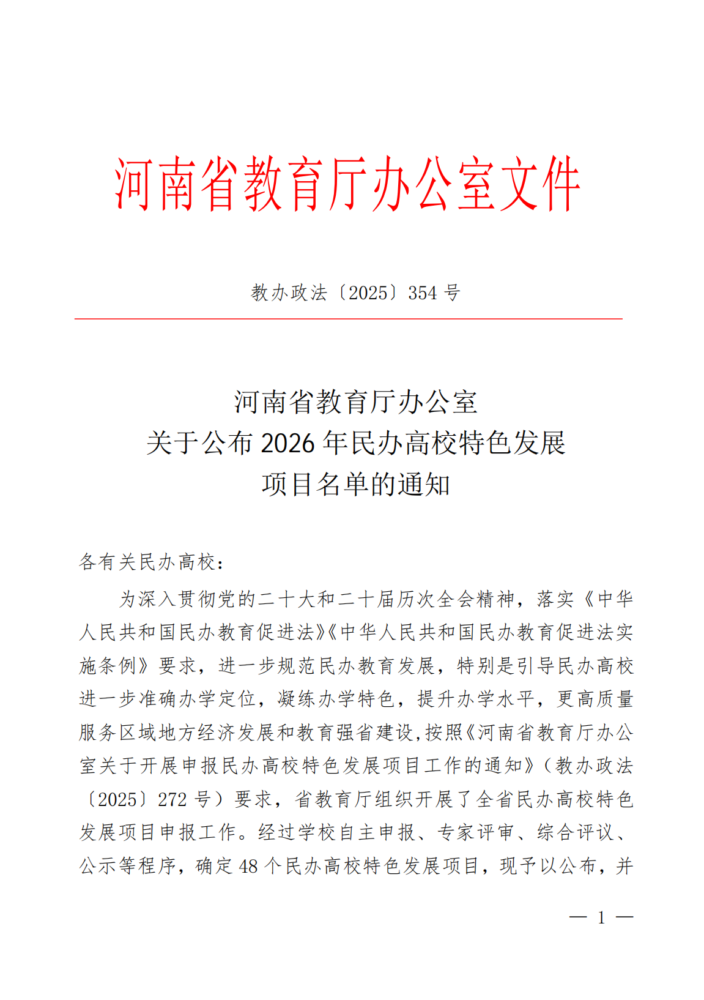 河南省教育厅办公室文件
教办政法〔2025〕354 号
河南省教育厅办公室
关于公布 2026 年民办高校特色发展
项目名单的通知
各有关民办高校：
为深入贯彻党的二十大和二十届历次全会精神，落实《中华
人民共和国民办教育促进法》《中华人民共和国民办教育促进法实
施条例》要求，进一步规范民办教育发展，特别是引导民办高校
进一步准确办学定位，凝练办学特色，提升办学水平，更高质量
服务区域地方经济发展和教育强省建设,按照《河南省教育厅办公
室关于开展申报民办高校特色发展项目工作的通知》（教办政法
〔2025〕272 号）要求，省教育厅组织开展了全省民办高校特色
发展项目申报工作。经过学校自主申报、专家评审、综合评议、
公示等程序，确定 48 个民办高校特色发展项目，现予以公布，并
— 1 —